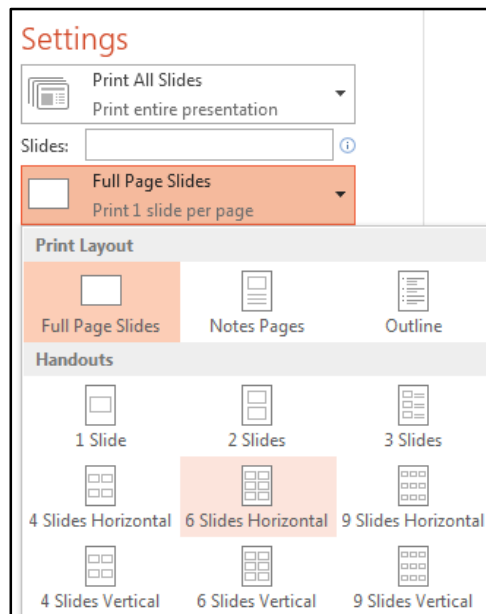 Settings
Print All Slides
Print entire presentation
Slides:
Full Page Slides
Print 1 slide per page
Print Layout
Full Page Slides Notes Pages Outline
Handouts
1 Slide 2 Slides 3 Slides
4 Slides Horizontal 6 Slides Horizontal 9 Slides Horizontal
4 Slides Vertical 6 Slides Vertical 9 Slides Vertical